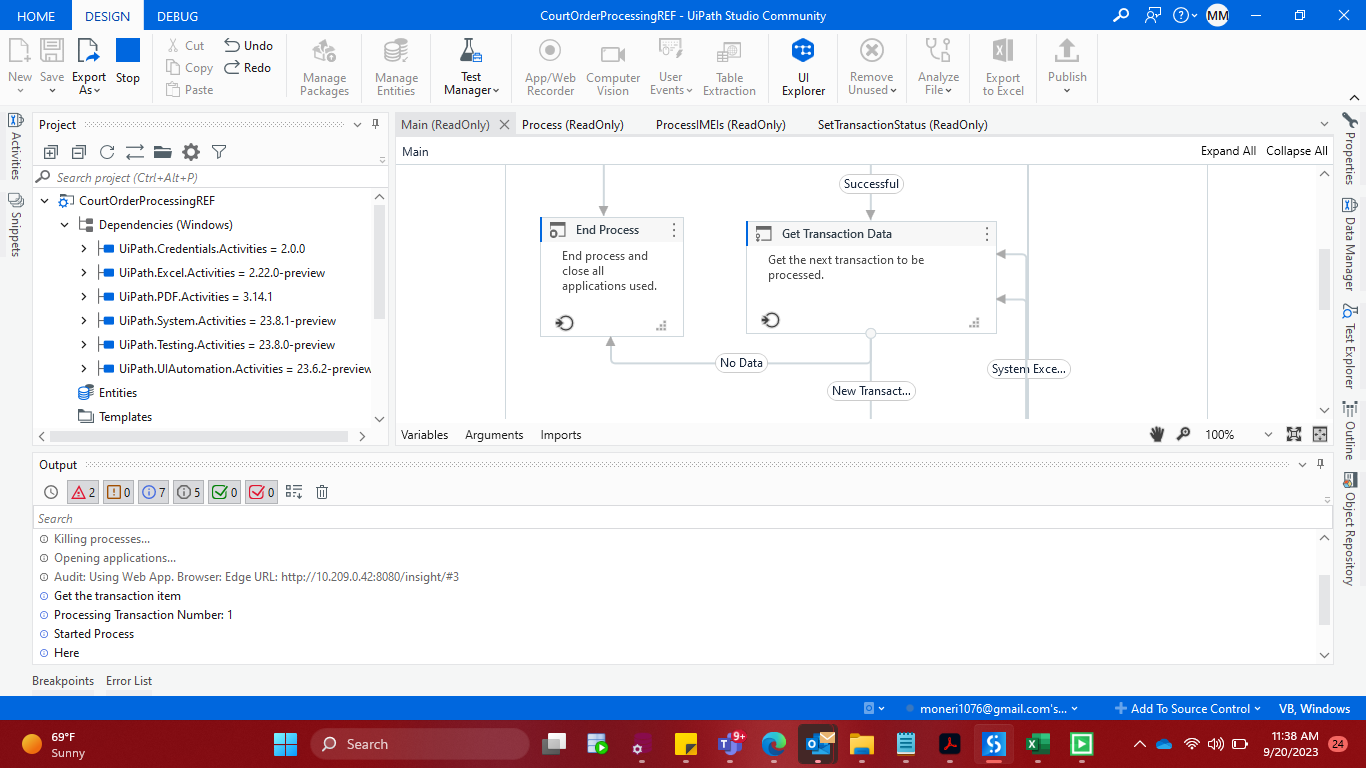 HOME DESIGN DEBUG CourtOrderProcessingREF - UiPath Studio Community MM
New Save Export As Stop
Cut Copy Paste
Undo Redo
Manage Packages
Manage Entities
Test Manager
App/Web Recorder
Computer Vision
User Events
Table Extraction
UI Explorer
Remove Unused
Analyze File
Export to Excel
Publish
Activities
Snippets
Project
Search project (Ctrl+Alt+P)
CourtOrderProcessingREF
Dependencies (Windows)
UiPath.Credentials.Activities = 2.0.0
UiPath.Excel.Activities = 2.22.0-preview
UiPath.PDF.Activities = 3.14.1
UiPath.System.Activities = 23.8.1-preview
UiPath.Testing.Activities = 23.8.0-preview
UiPath.UIAutomation.Activities = 23.6.2-preview
Entities
Templates
Main (ReadOnly) Process (ReadOnly) ProcessIMEIs (ReadOnly) SetTransactionStatus (ReadOnly)
Main Expand All Collapse All
Successful
End Process
End process and
close all
applications used.
Get Transaction Data
Get the next transaction to be
processed.
No Data
System Exce...
New Transact...
Variables Arguments Imports 100%
Properties
Data Manager
Test Explorer
Outline
Object Repository
Output
2 0 7 5 0 0
Search
Killing processes...
Opening applications...
Audit: Using Web App. Browser: Edge URL: http://10.209.0.42:8080/insight/#3
Get the transaction item
Processing Transaction Number: 1
Started Process
Here
Breakpoints Error List
moneri1076@gmail.com's... Add To Source Control VB, Windows
69°F
Sunny
Search
9+
11:38 AM
9/20/2023
24